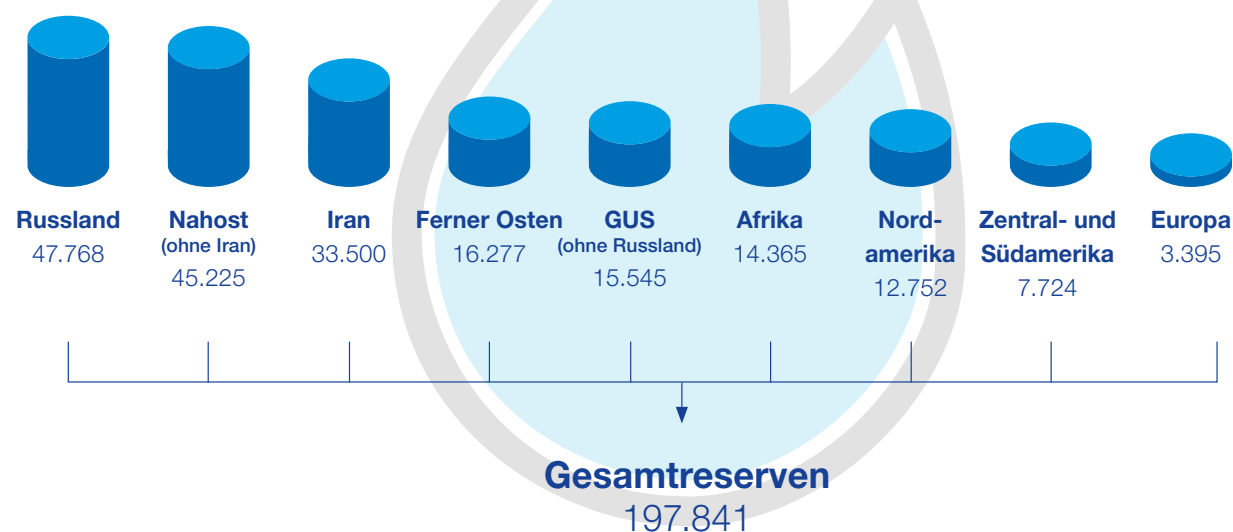 Russland
47.768
Nahost
(ohne Iran)
45.225
Iran
33.500
Ferner Osten
16.277
GUS
(ohne Russland)
15.545
Afrika
14.365
Nord-
amerika
12.752
Zentral- und
Südamerika
7.724
Europa
3.395
Gesamtreserven
197.841